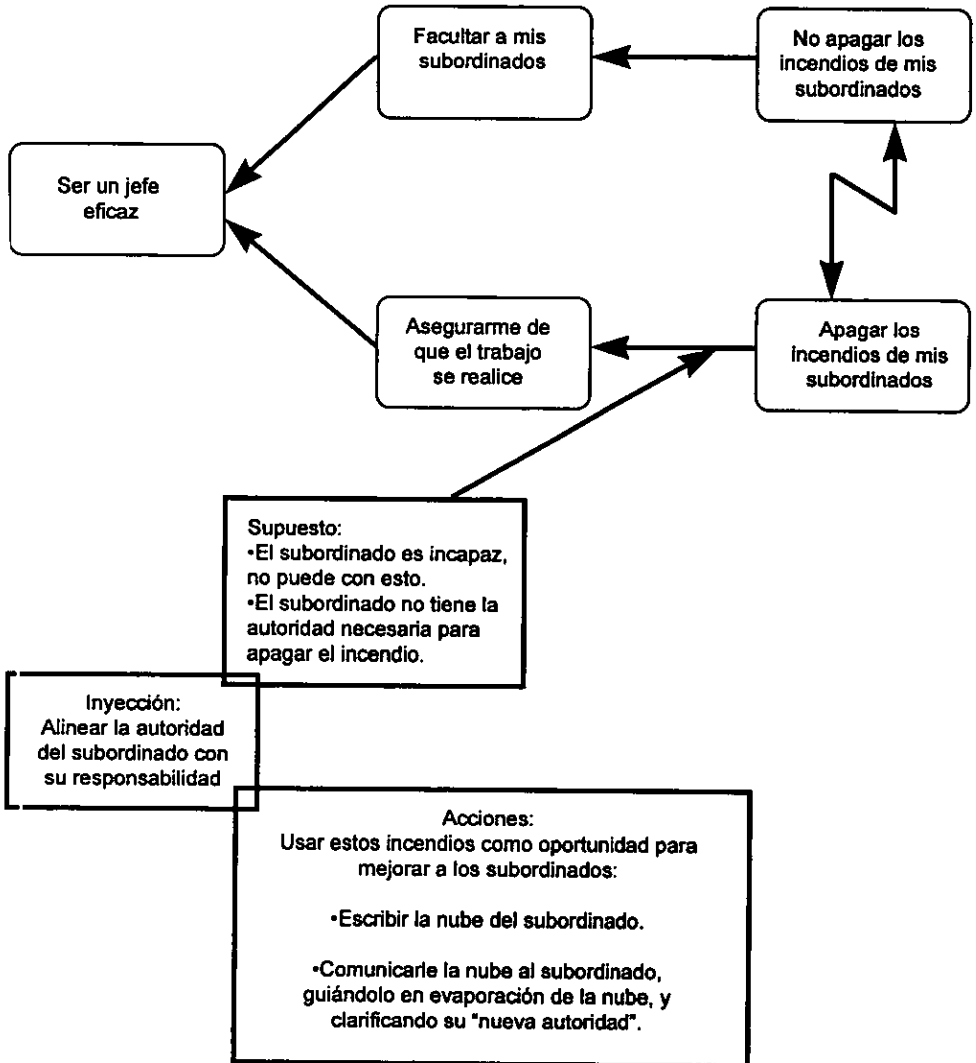 Facultar a mis
subordinados
No apagar los
incendios de mis
subordinados
Ser un jefe
eficaz
Asegurarme de
que el trabajo
se realice
Apagar los
incendios de mis
subordinados
Supuesto:
•El subordinado es incapaz,
no puede con esto.
•El subordinado no tiene la
autoridad necesaria para
apagar el incendio.
Inyección:
Alinear la autoridad
del subordinado con
su responsabilidad
Acciones:
Usar estos incendios como oportunidad para
mejorar a los subordinados:
•Escribir la nube del subordinado.
•Comunicarle la nube al subordinado,
guiándolo en evaporación de la nube, y
clarificando su "nueva autoridad".